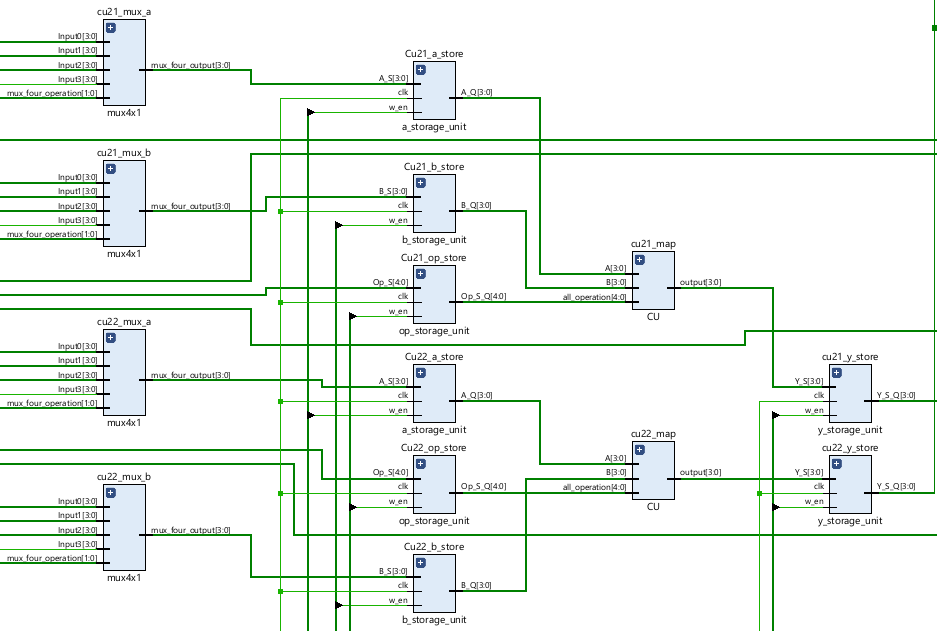 cu21_mux_a
Input0[3:0]
Input1[3:0]
Input2[3:0]
Input3[3:0]
mux_four_operation[1:0]
mux_four_output[3:0]
mux4x1
Cu21_a_store
A_S[3:0]
clk
w_en
A_Q[3:0]
a_storage_unit
cu21_mux_b
Input0[3:0]
Input1[3:0]
Input2[3:0]
Input3[3:0]
mux_four_operation[1:0]
mux_four_output[3:0]
mux4x1
Cu21_b_store
B_S[3:0]
clk
w_en
B_Q[3:0]
b_storage_unit
Cu21_op_store
Op_S[4:0]
clk
w_en
Op_S_Q[4:0]
op_storage_unit
cu21_map
A[3:0]
B[3:0]
all_operation[4:0]
output[3:0]
CU
cu22_mux_a
Input0[3:0]
Input1[3:0]
Input2[3:0]
Input3[3:0]
mux_four_operation[1:0]
mux_four_output[3:0]
mux4x1
Cu22_a_store
A_S[3:0]
clk
w_en
A_Q[3:0]
a_storage_unit
cu21_y_store
Y_S[3:0]
clk
w_en
Y_S_Q[3:0]
y_storage_unit
Cu22_op_store
Op_S[4:0]
clk
w_en
Op_S_Q[4:0]
op_storage_unit
cu22_map
A[3:0]
B[3:0]
all_operation[4:0]
output[3:0]
CU
cu22_y_store
Y_S[3:0]
clk
w_en
Y_S_Q[3:0]
y_storage_unit
cu22_mux_b
Input0[3:0]
Input1[3:0]
Input2[3:0]
Input3[3:0]
mux_four_operation[1:0]
mux_four_output[3:0]
mux4x1
Cu22_b_store
B_S[3:0]
clk
w_en
B_Q[3:0]
b_storage_unit